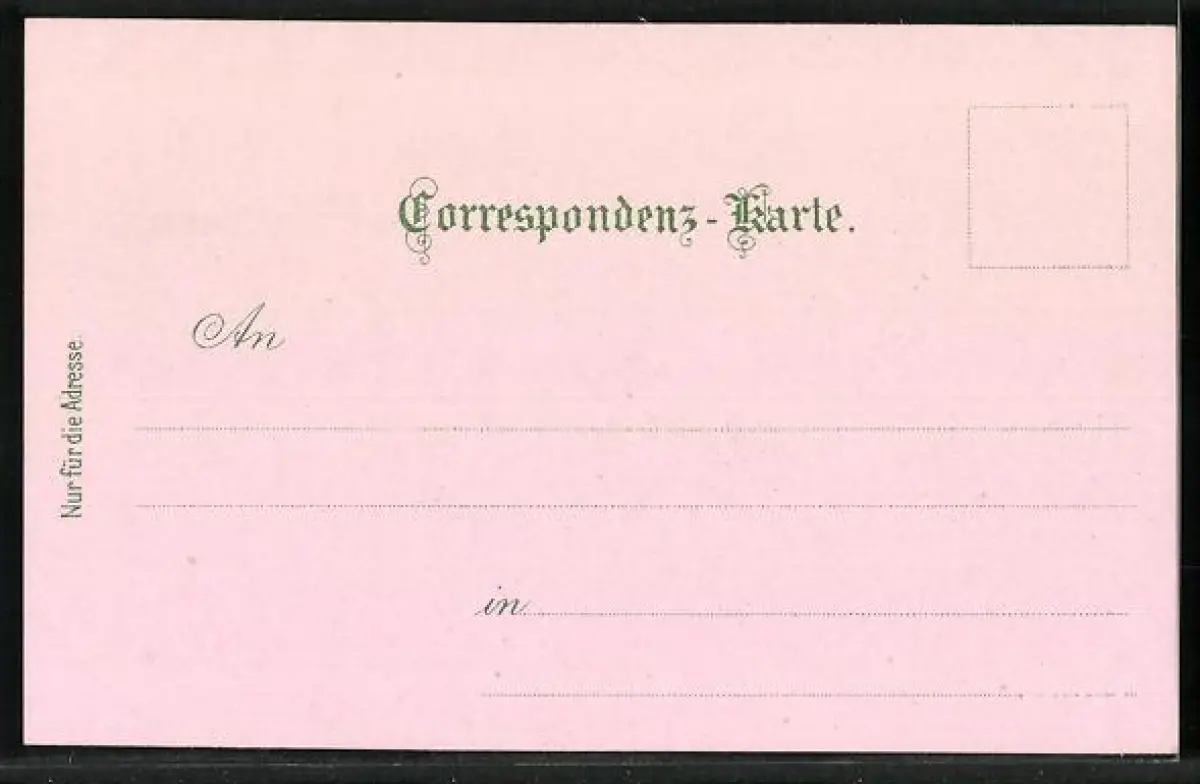 Correspondenz-Karte.
An
Nur für die Adresse.
in